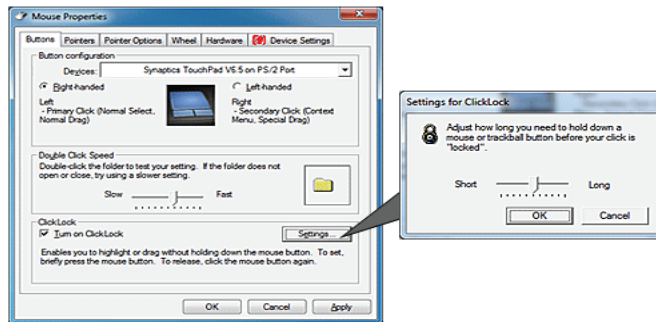 Mouse Properties
Buttons Pointers Pointer Options Wheel Hardware Device Settings
Button configuration
Devices: Synaptics TouchPad V6.5 on PS/2 Port
Right-handed Left-handed
Left
- Primary Click (Normal Select,
Normal Drag)
Right
- Secondary Click (Context
Menu, Special Drag)
Double Click Speed
Double-click the folder to test your setting. If the folder does not
open or close, try using a slower setting.
Slow Fast
ClickLock
Turn on ClickLock Settings...
Enables you to highlight or drag without holding down the mouse button. To set,
briefly press the mouse button. To release, click the mouse button again.
OK Cancel Apply
Settings for ClickLock
Adjust how long you need to hold down a
mouse or trackball button before your click is
"locked".
Short Long
OK Cancel